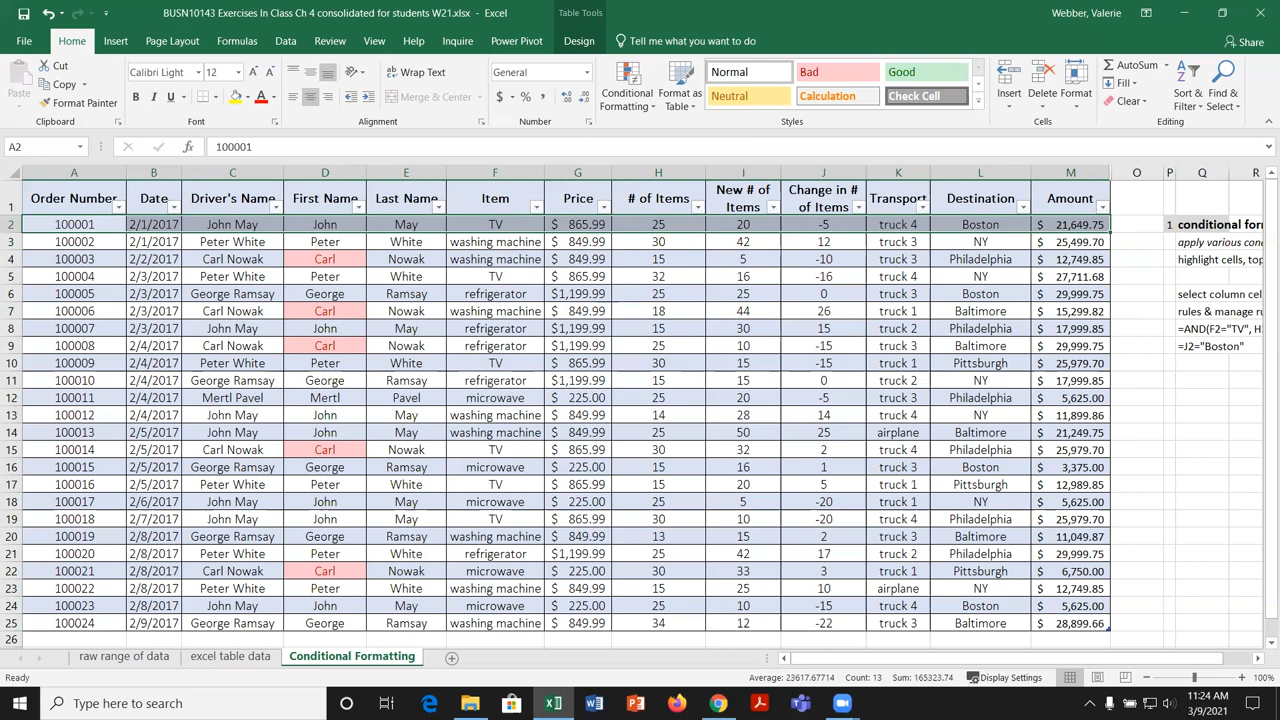 BUSN10143 Exercises In Class Ch 4 consolidated for students W21.xlsx - Excel
Table Tools
Webber, Valerie
File Home Insert Page Layout Formulas Data Review View Help Inquire Power Pivot Design Tell me what you want to do Share
Paste Cut Copy Format Painter Clipboard
Calibri Light 12 Font
Wrap Text Merge & Center Alignment
General Number
Conditional Formatting Format as Table
Normal Bad Good Neutral Calculation Check Cell Styles
Insert Delete Format Cells
AutoSum Fill Clear Sort & Filter Find & Select Editing
A2 100001
A B C D E F G H I J K L M O P Q R
1 Order Number Date Driver's Name First Name Last Name Item Price # of Items New # of Items Change in # of Items Transport Destination Amount
2 100001 2/1/2017 John May John May TV $ 865.99 25 20 -5 truck 4 Boston $ 21,649.75 1 conditional for
3 100002 2/1/2017 Peter White Peter White washing machine $ 849.99 30 42 12 truck 3 NY $ 25,499.70 apply various con
4 100003 2/2/2017 Carl Nowak Carl Nowak washing machine $ 849.99 15 5 -10 truck 3 Philadelphia $ 12,749.85 highlight cells, top
5 100004 2/3/2017 Peter White Peter White TV $ 865.99 32 16 -16 truck 4 NY $ 27,711.68
6 100005 2/3/2017 George Ramsay George Ramsay refrigerator $1,199.99 25 25 0 truck 3 Boston $ 29,999.75 select column cel
7 100006 2/3/2017 Carl Nowak Carl Nowak washing machine $ 849.99 18 44 26 truck 1 Baltimore $ 15,299.82 rules & manage ru
8 100007 2/3/2017 John May John May refrigerator $1,199.99 15 30 15 truck 2 Philadelphia $ 17,999.85 =AND(F2="TV", H
9 100008 2/4/2017 Carl Nowak Carl Nowak refrigerator $1,199.99 25 10 -15 truck 3 Baltimore $ 29,999.75 =J2="Boston"
10 100009 2/4/2017 Peter White Peter White TV $ 865.99 30 15 -15 truck 1 Pittsburgh $ 25,979.70
11 100010 2/4/2017 George Ramsay George Ramsay refrigerator $1,199.99 15 15 0 truck 2 NY $ 17,999.85
12 100011 2/4/2017 Mertl Pavel Mertl Pavel microwave $ 225.00 25 20 -5 truck 3 Philadelphia $ 5,625.00
13 100012 2/4/2017 John May John May washing machine $ 849.99 14 28 14 truck 4 NY $ 11,899.86
14 100013 2/5/2017 John May John May washing machine $ 849.99 25 50 25 airplane Baltimore $ 21,249.75
15 100014 2/5/2017 Carl Nowak Carl Nowak TV $ 865.99 30 32 2 truck 4 Boston $ 25,979.70
16 100015 2/5/2017 George Ramsay George Ramsay microwave $ 225.00 15 16 1 truck 3 Boston $ 3,375.00
17 100016 2/5/2017 Peter White Peter White TV $ 865.99 15 20 5 truck 1 Pittsburgh $ 12,989.85
18 100017 2/6/2017 John May John May microwave $ 225.00 25 5 -20 truck 1 NY $ 5,625.00
19 100018 2/7/2017 John May John May TV $ 865.99 30 10 -20 truck 4 Philadelphia $ 25,979.70
20 100019 2/8/2017 George Ramsay George Ramsay washing machine $ 849.99 13 15 2 truck 3 Baltimore $ 11,049.87
21 100020 2/8/2017 Peter White Peter White refrigerator $1,199.99 25 42 17 truck 2 Philadelphia $ 29,999.75
22 100021 2/8/2017 Carl Nowak Carl Nowak microwave $ 225.00 30 33 3 truck 1 Pittsburgh $ 6,750.00
23 100022 2/8/2017 Peter White Peter White washing machine $ 849.99 15 25 10 airplane NY $ 12,749.85
24 100023 2/8/2017 John May John May microwave $ 225.00 25 10 -15 truck 4 Boston $ 5,625.00
25 100024 2/9/2017 George Ramsay George Ramsay washing machine $ 849.99 34 12 -22 truck 3 Baltimore $ 28,899.66
26
raw range of data excel table data Conditional Formatting
Ready Average: 23617.67714 Count: 13 Sum: 165323.74 Display Settings 100%
Type here to search
11:24 AM
3/9/2021